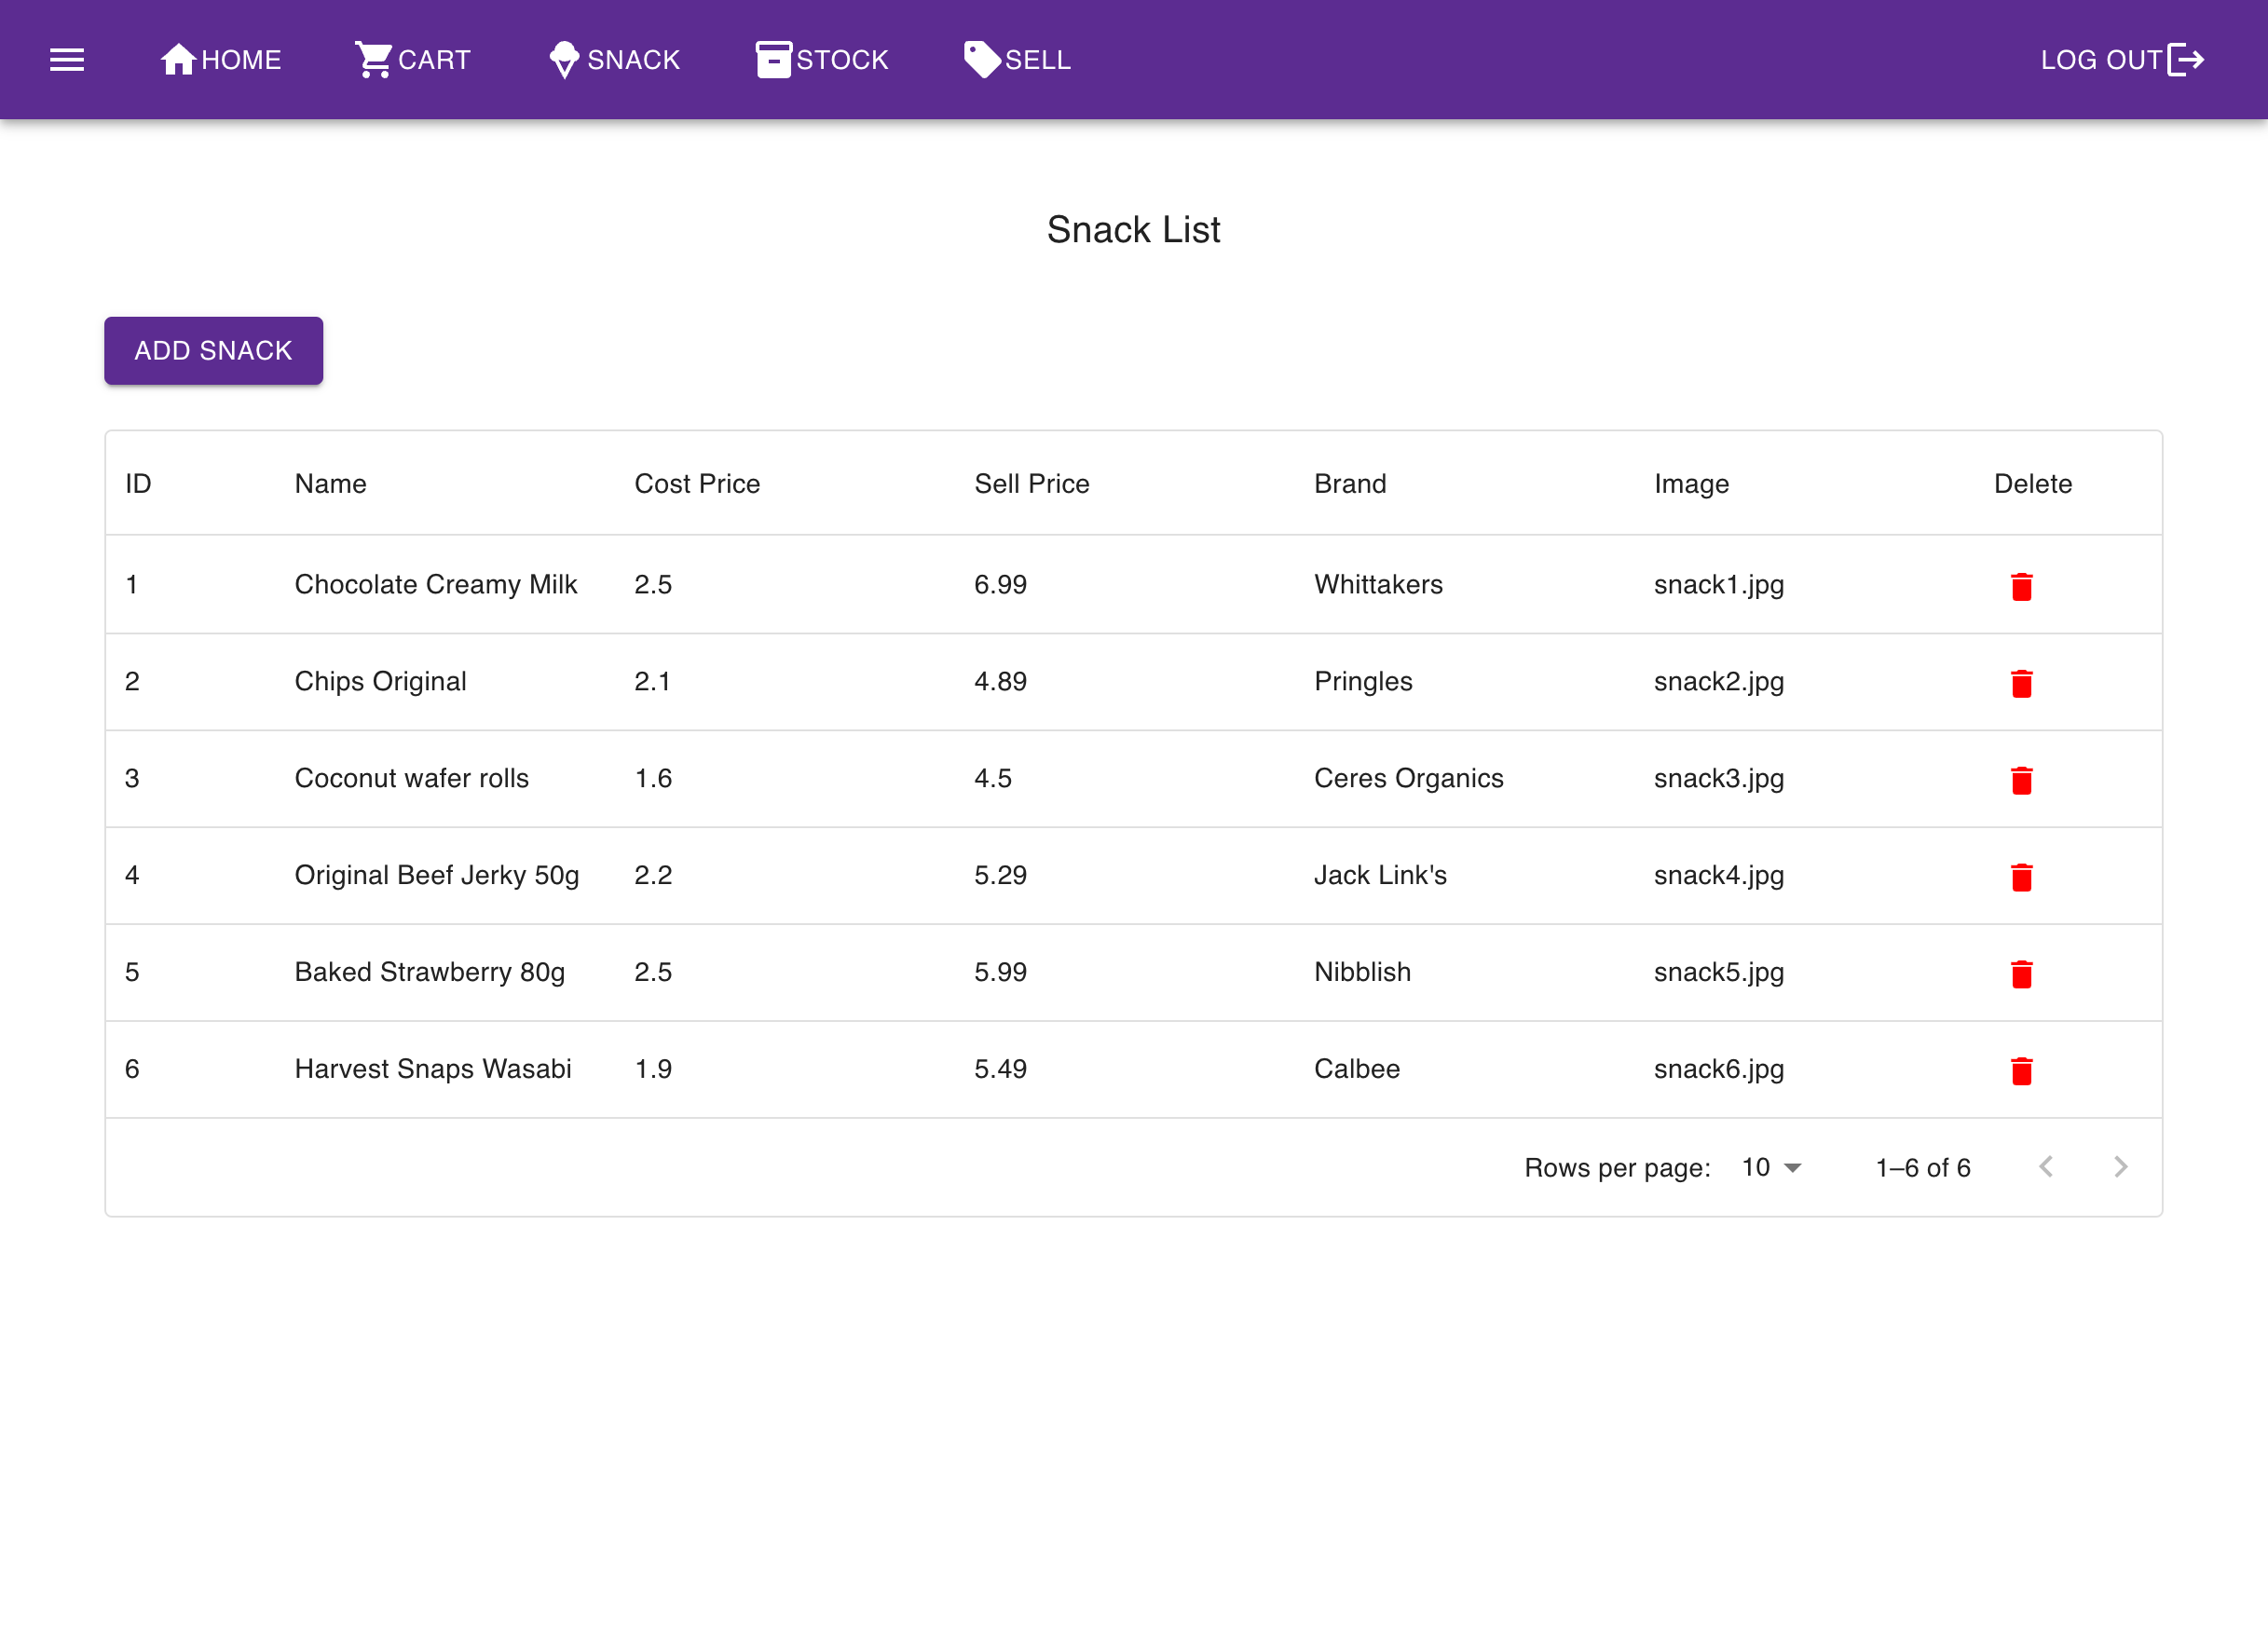 HOME CART SNACK STOCK SELL LOG OUT
Snack List
ADD SNACK
ID Name Cost Price Sell Price Brand Image Delete
1 Chocolate Creamy Milk 2.5 6.99 Whittakers snack1.jpg
2 Chips Original 2.1 4.89 Pringles snack2.jpg
3 Coconut wafer rolls 1.6 4.5 Ceres Organics snack3.jpg
4 Original Beef Jerky 50g 2.2 5.29 Jack Link's snack4.jpg
5 Baked Strawberry 80g 2.5 5.99 Nibblish snack5.jpg
6 Harvest Snaps Wasabi 1.9 5.49 Calbee snack6.jpg
Rows per page: 10 1–6 of 6